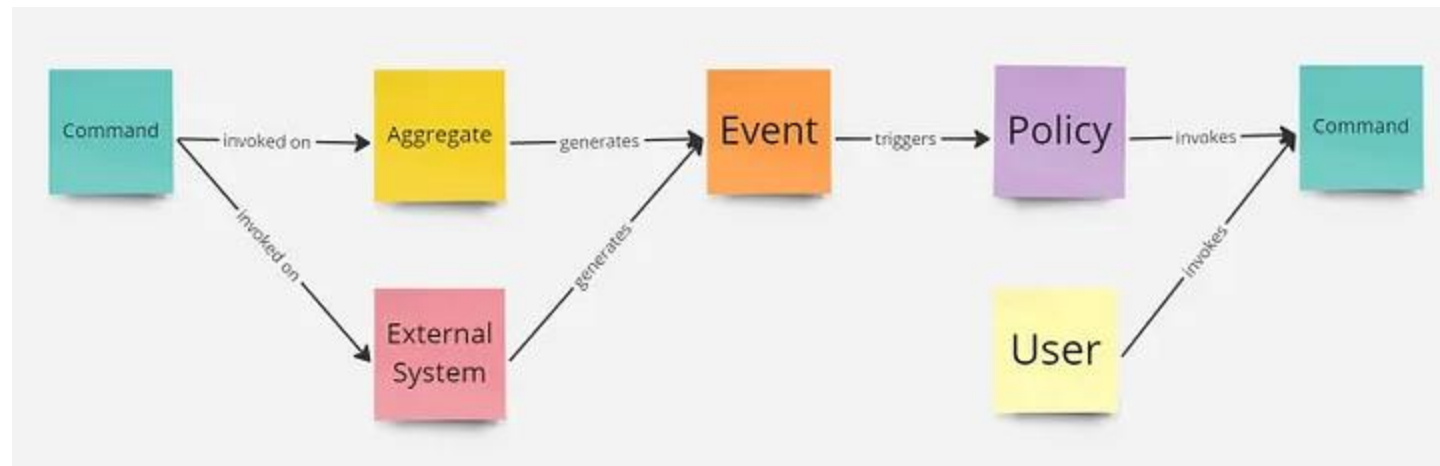 Command
invoked on
Aggregate
generates
Event
triggers
Policy
invokes
Command
invoked on
External
System
generates
User
invokes